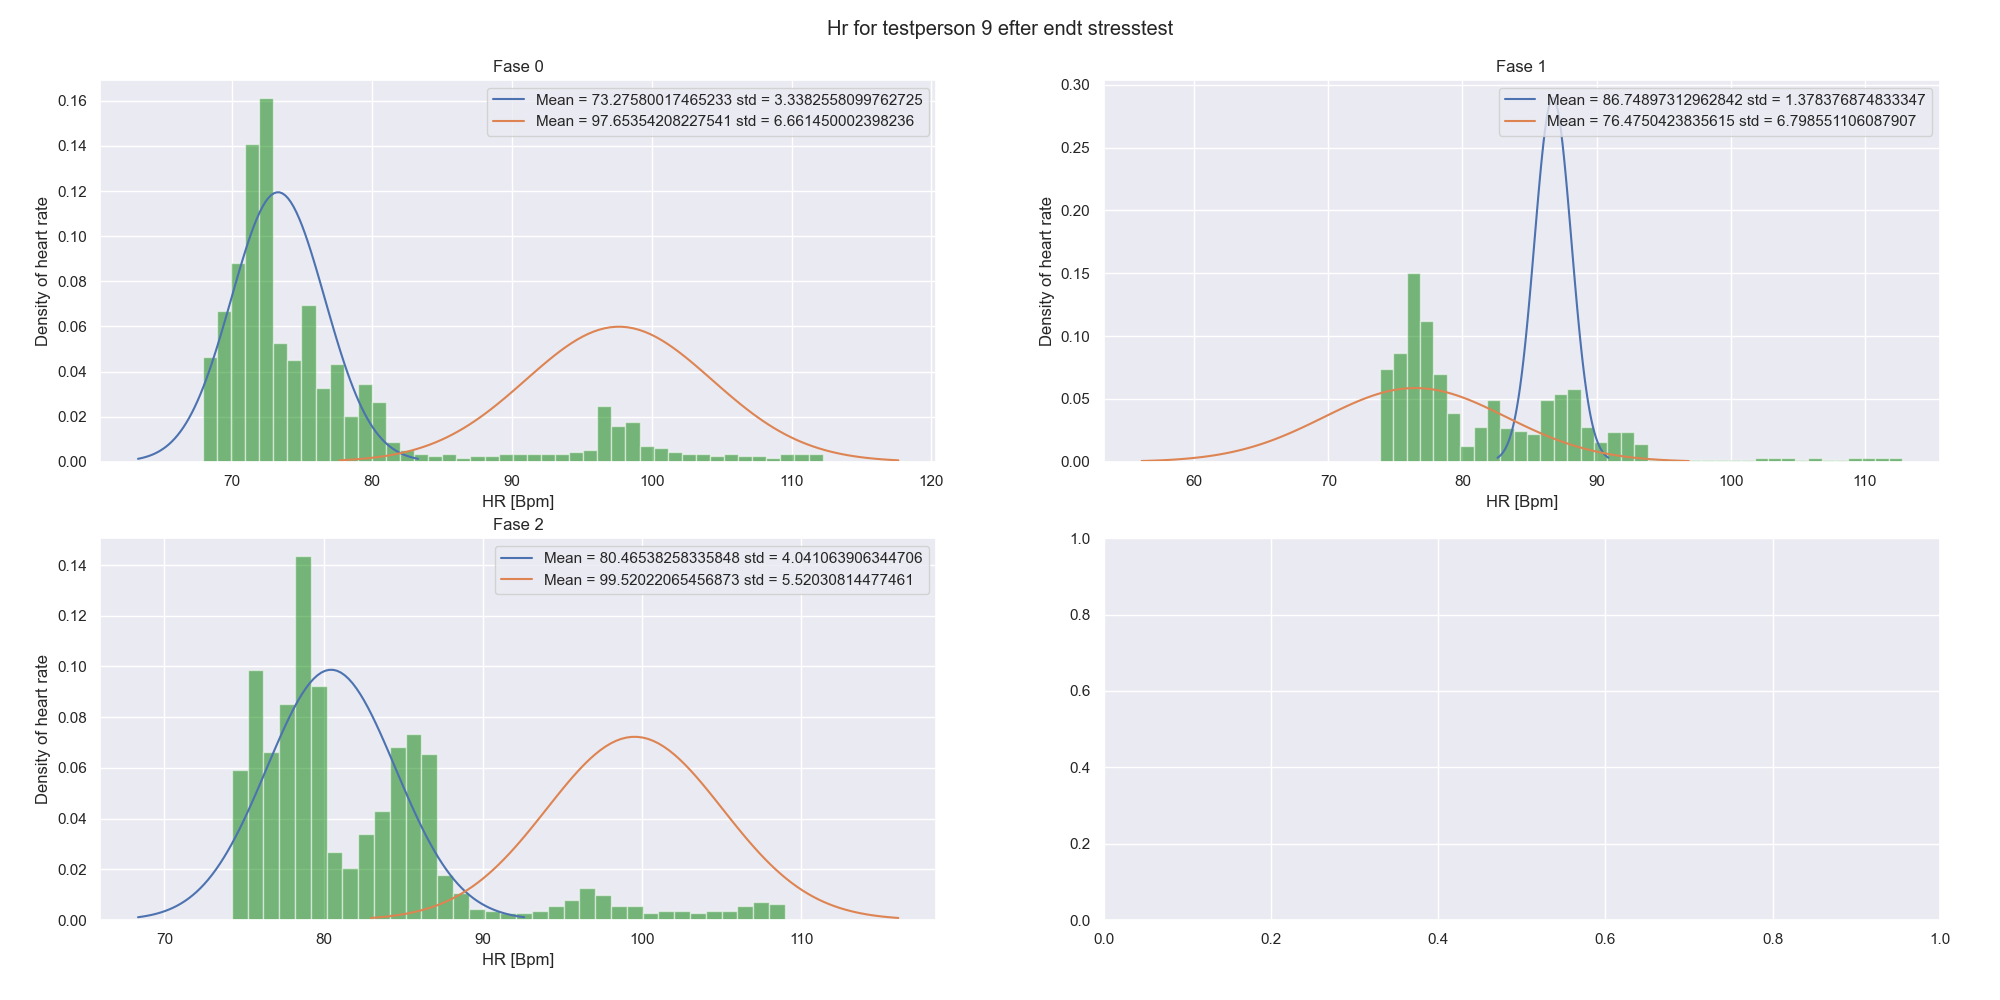 Hr for testperson 9 efter endt stresstest
Fase 0
Mean = 73.27580017465233 std = 3.3382558099762725
Mean = 97.65354208227541 std = 6.661450002398236
Density of heart rate
0.16
0.14
0.12
0.10
0.08
0.06
0.04
0.02
0.00
70 80 90 100 110 120
HR [Bpm]
Fase 1
Mean = 86.74897312962842 std = 1.378376874833347
Mean = 76.4750423835615 std = 6.798551106087907
Density of heart rate
0.30
0.25
0.20
0.15
0.10
0.05
0.00
60 70 80 90 100 110
HR [Bpm]
Fase 2
Mean = 80.46538258335848 std = 4.041063906344706
Mean = 99.52022065456873 std = 5.52030814477461
Density of heart rate
0.14
0.12
0.10
0.08
0.06
0.04
0.02
0.00
70 80 90 100 110
HR [Bpm]
1.0
0.8
0.6
0.4
0.2
0.0
0.0 0.2 0.4 0.6 0.8 1.0